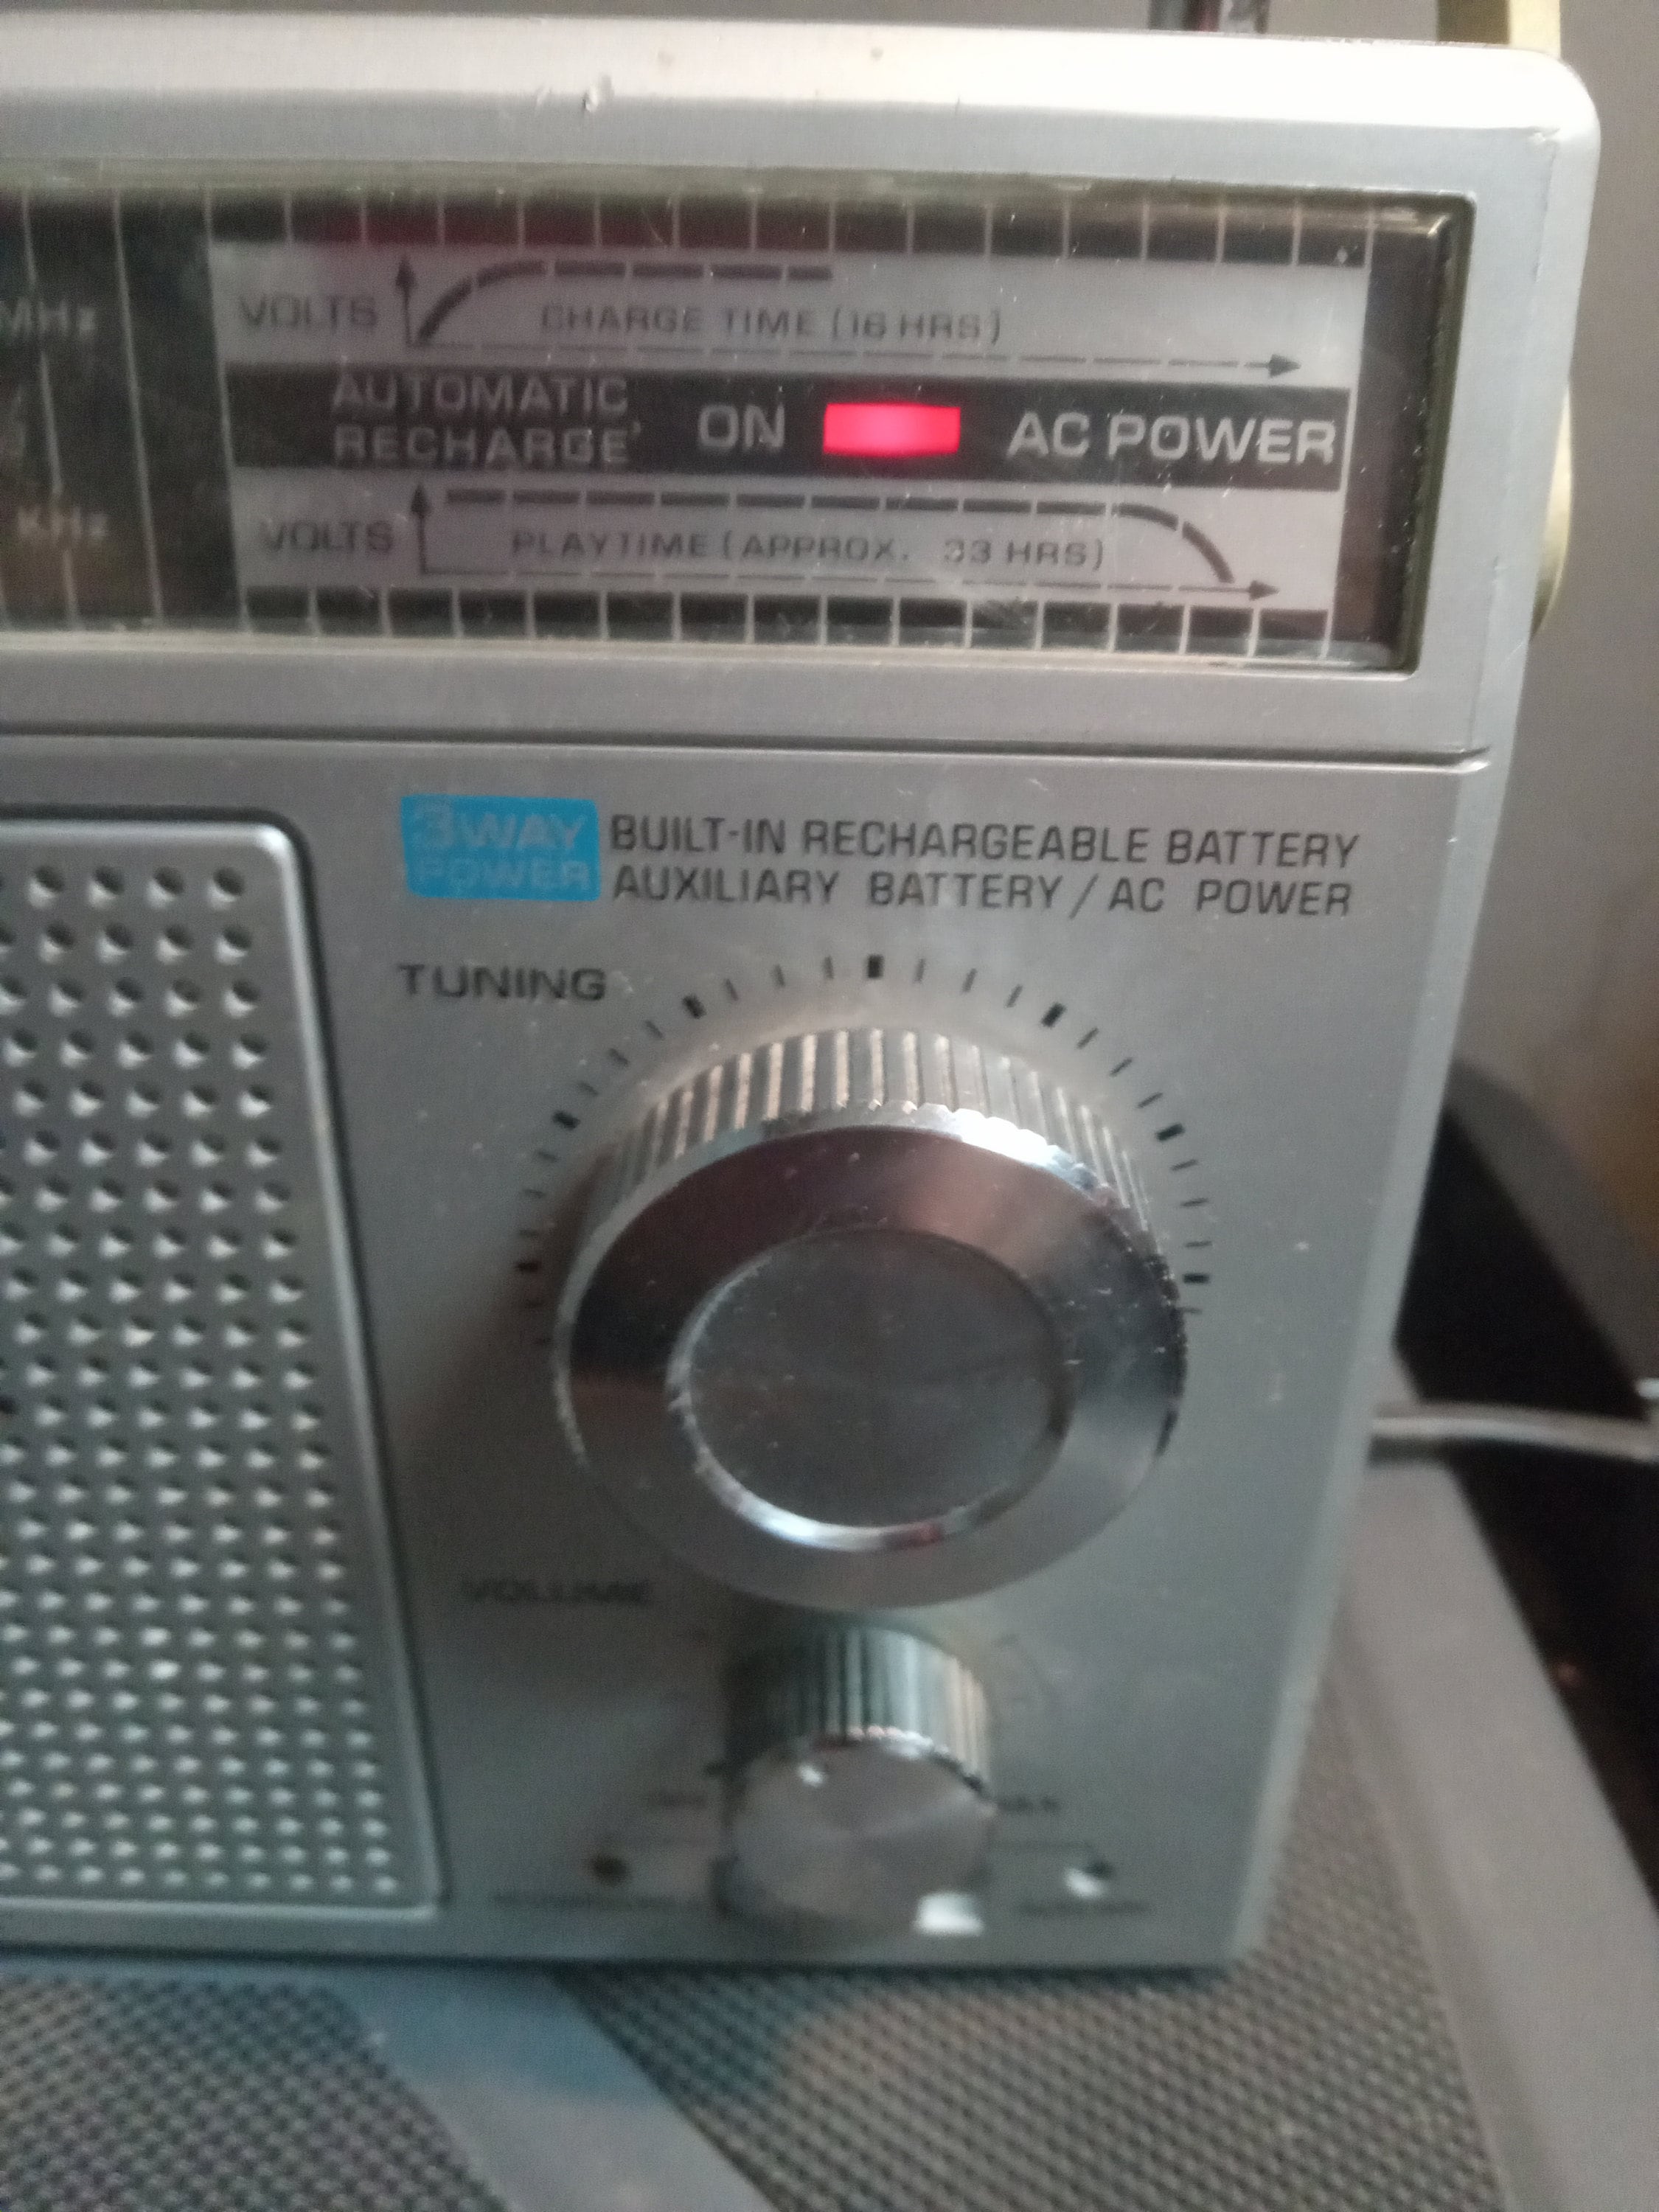 MHz
VOLTS
CHARGE TIME (16 HRS)
AUTOMATIC
RECHARGE
ON
AC POWER
KHz
VOLTS
PLAYTIME (APPROX. 33 HRS)
3WAY
POWER
BUILT-IN RECHARGEABLE BATTERY
AUXILIARY BATTERY / AC POWER
TUNING
VOLUME